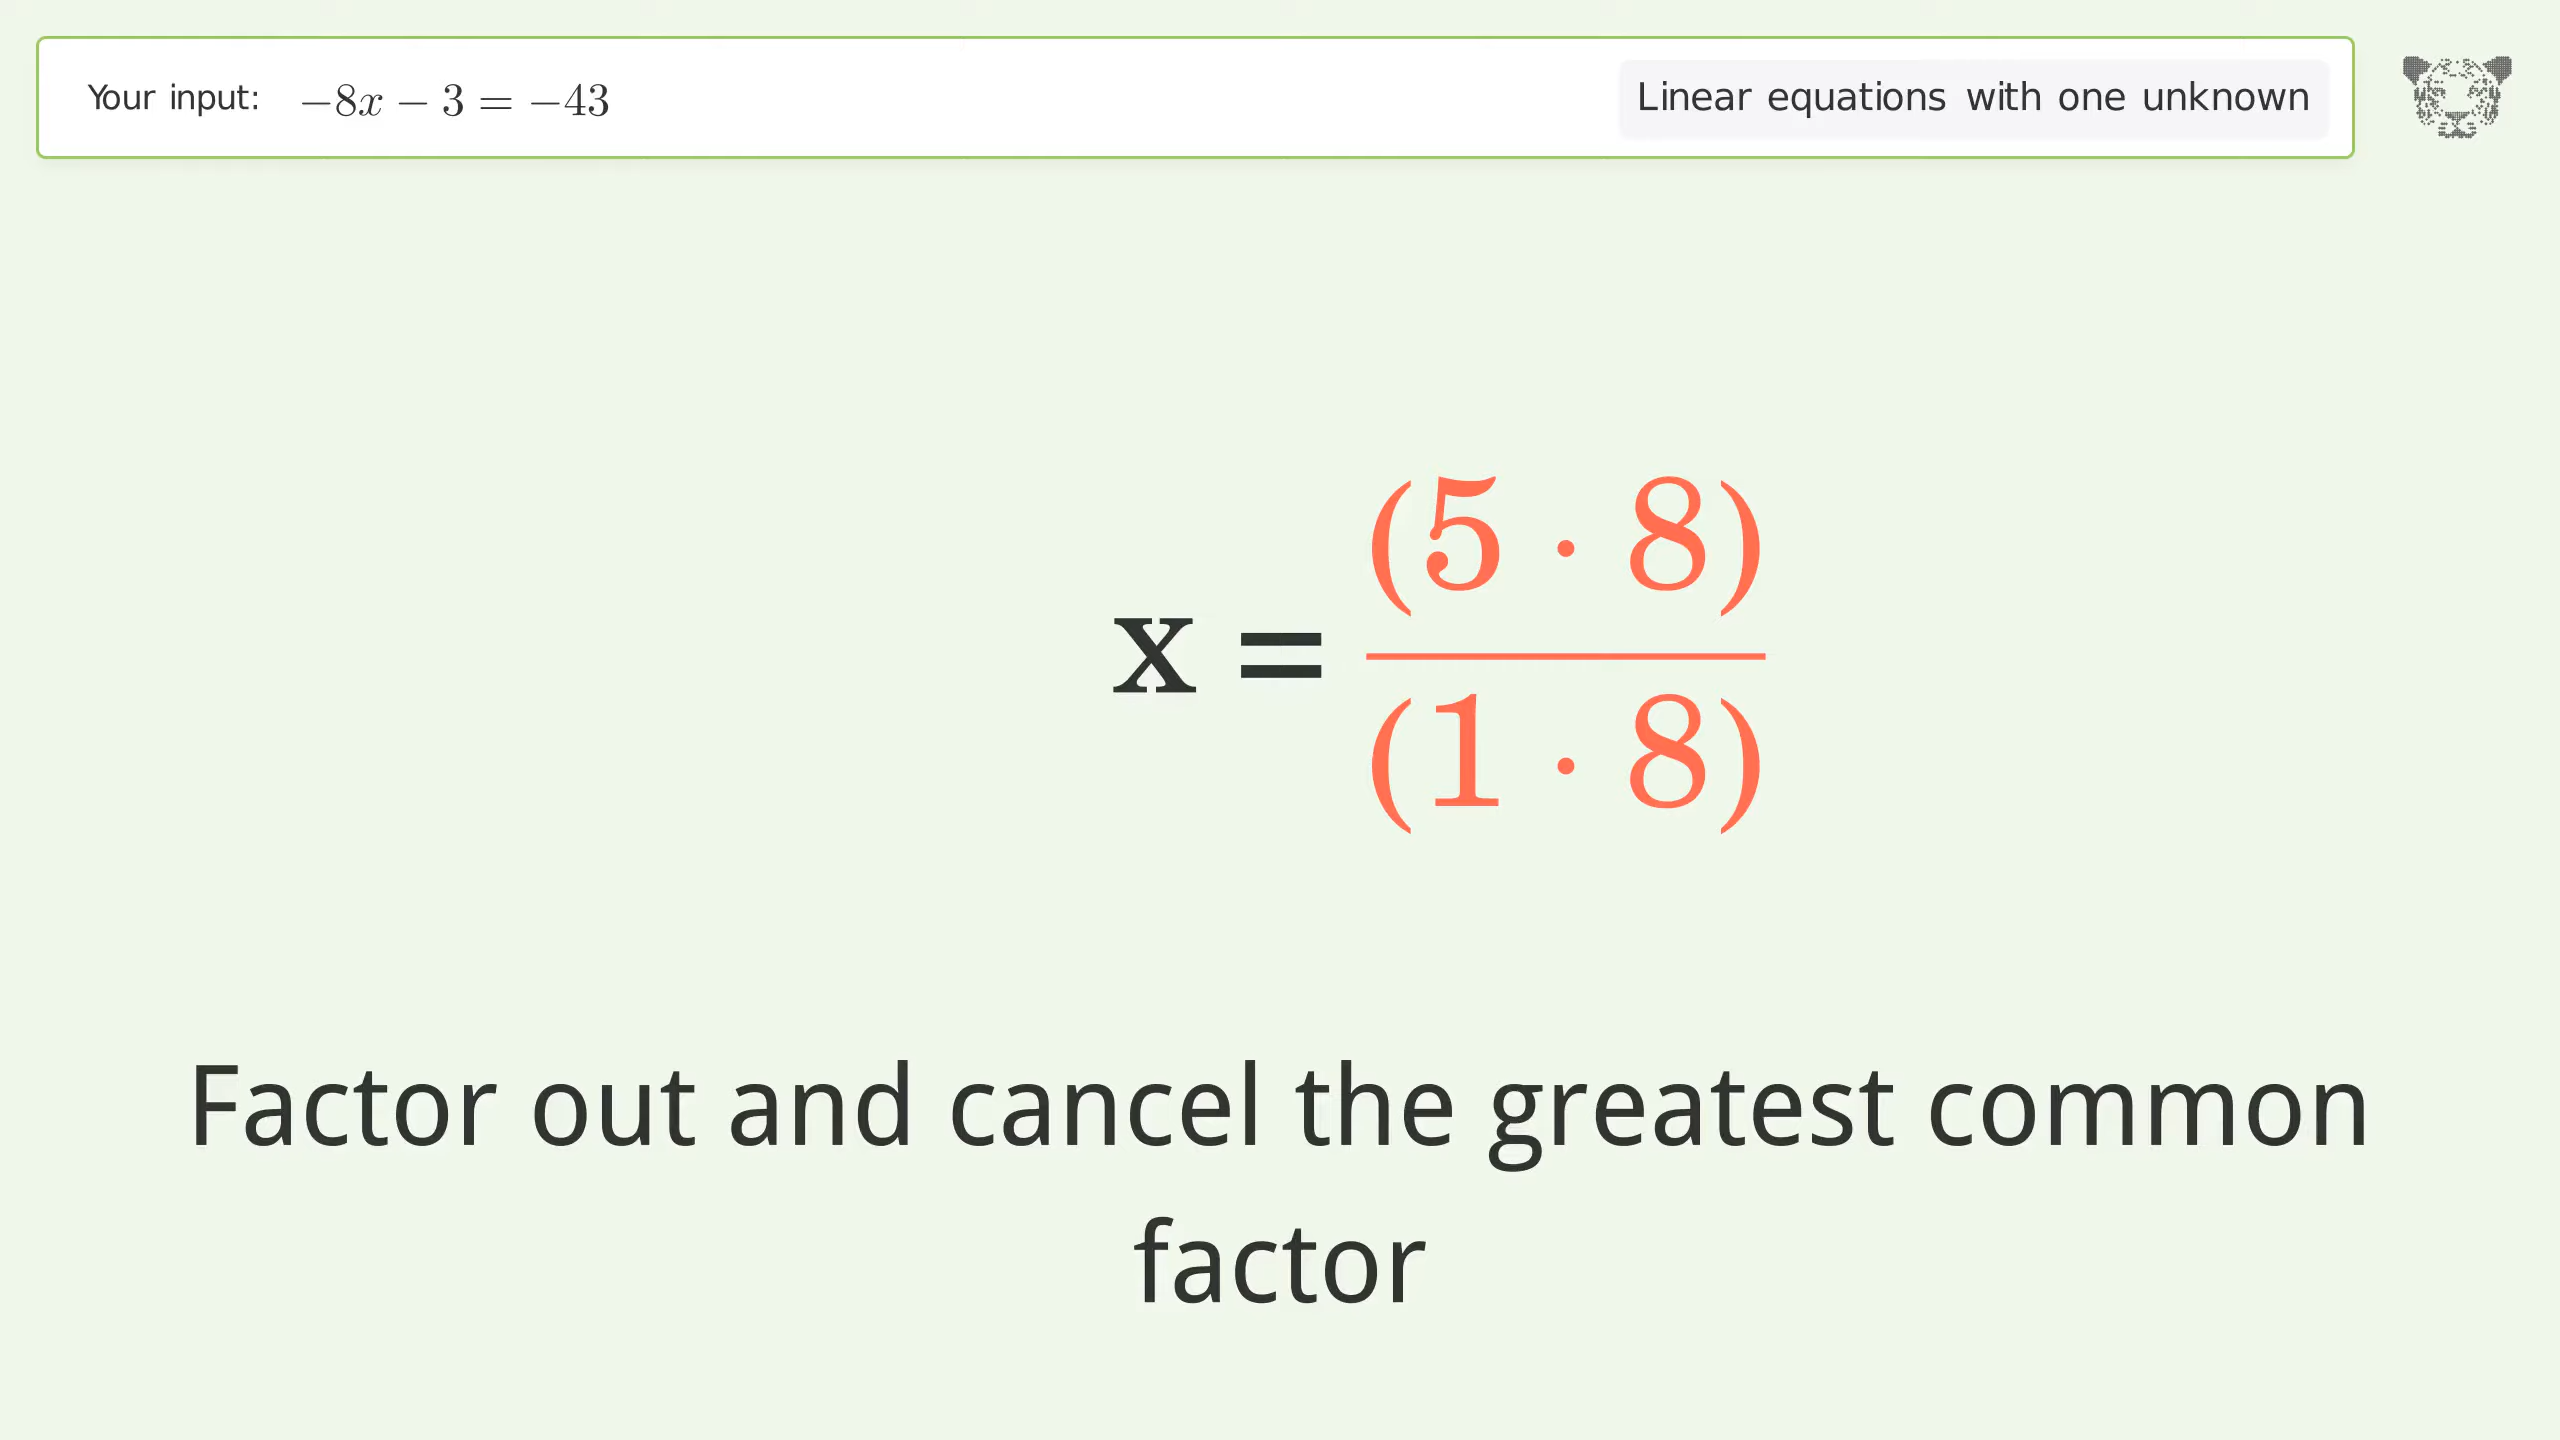 Your input: −8x − 3 = −43
Linear equations with one unknown
x = (5 · 8) / (1 · 8)
Factor out and cancel the greatest common
factor